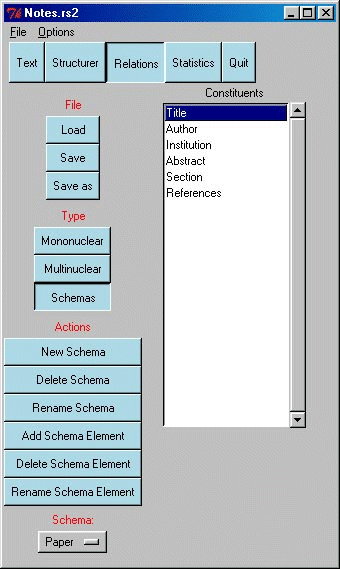 Notes.rs2
File Options
Text Structurer Relations Statistics Quit
File
Load
Save
Save as
Type
Mononuclear
Multinuclear
Schemas
Actions
New Schema
Delete Schema
Rename Schema
Add Schema Element
Delete Schema Element
Rename Schema Element
Schema:
Paper
Constituents
Title
Author
Institution
Abstract
Section
References